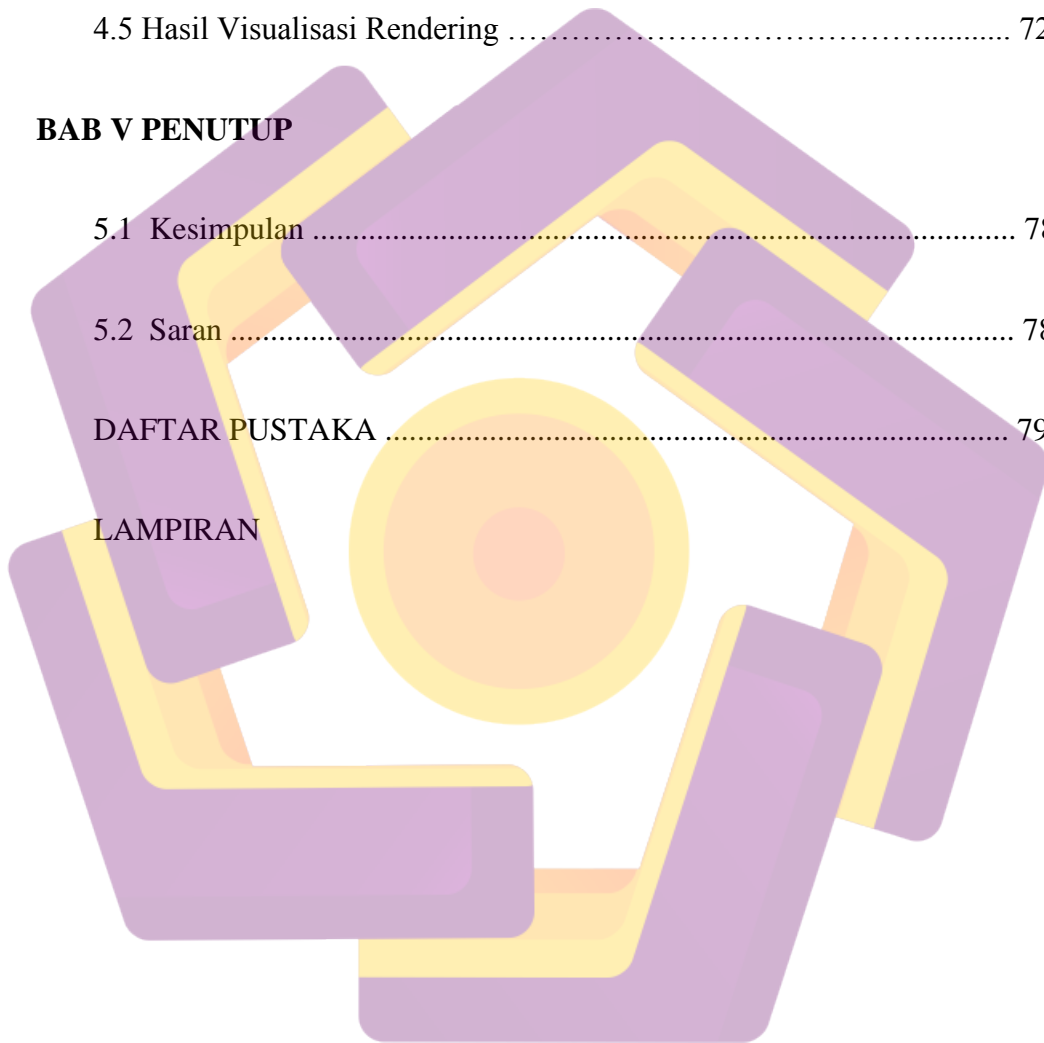 4.5 Hasil Visualisasi Rendering ………………………………….......... 72
BAB V PENUTUP
5.1 Kesimpulan .............................................................................................. 78
5.2 Saran ......................................................................................................... 78
DAFTAR PUSTAKA ................................................................................... 79
LAMPIRAN